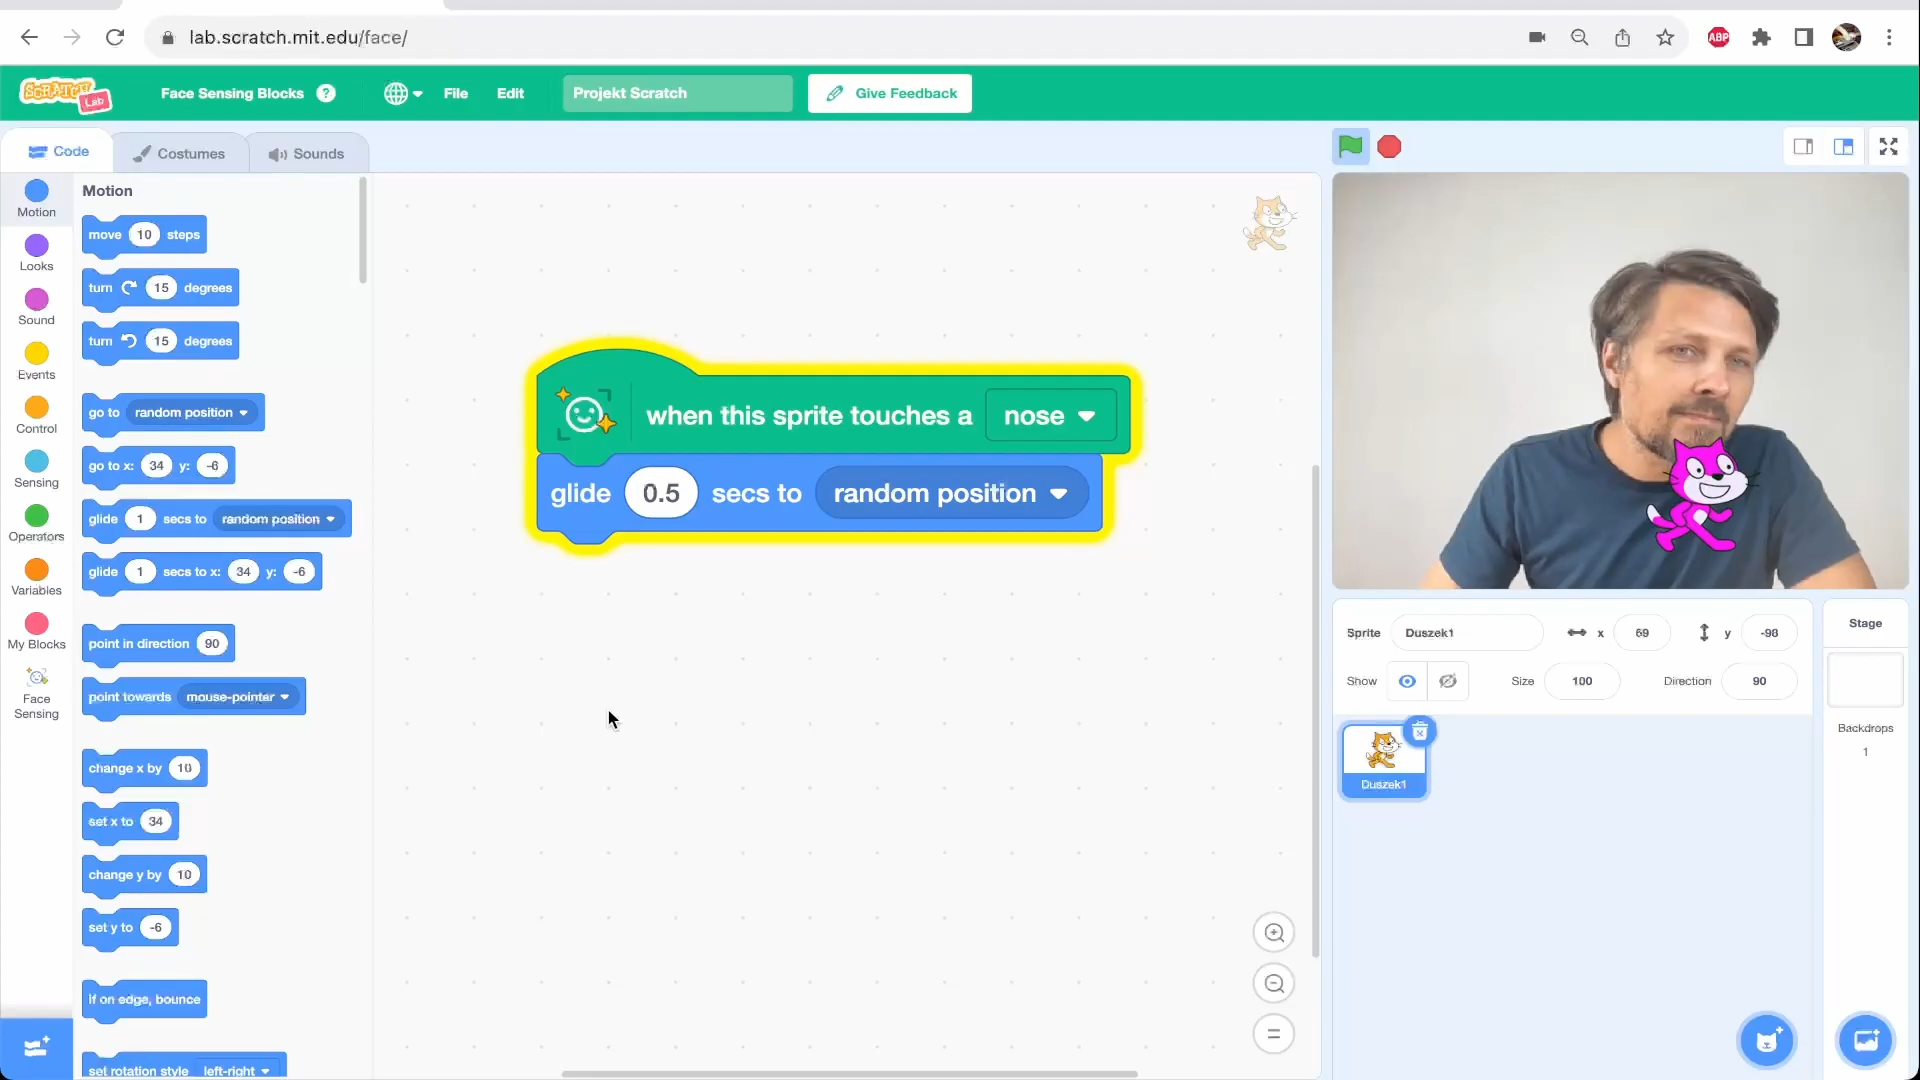 lab.scratch.mit.edu/face/
ABP
SCRATCH Lab
Face Sensing Blocks ?
File
Edit
Projekt Scratch
Give Feedback
Code
Costumes
Sounds
Motion
Looks
Sound
Events
Control
Sensing
Operators
Variables
My Blocks
Face
Sensing
Motion
move 10 steps
turn 15 degrees
turn 15 degrees
go to random position
go to x: 34 y: -6
glide 1 secs to random position
glide 1 secs to x: 34 y: -6
point in direction 90
point towards mouse-pointer
change x by 10
set x to 34
change y by 10
set y to -6
if on edge, bounce
set rotation style left-right
when this sprite touches a nose
glide 0.5 secs to random position
Sprite Duszek1 x 69 y -98
Show Size 100 Direction 90
Duszek1
Stage
Backdrops
1